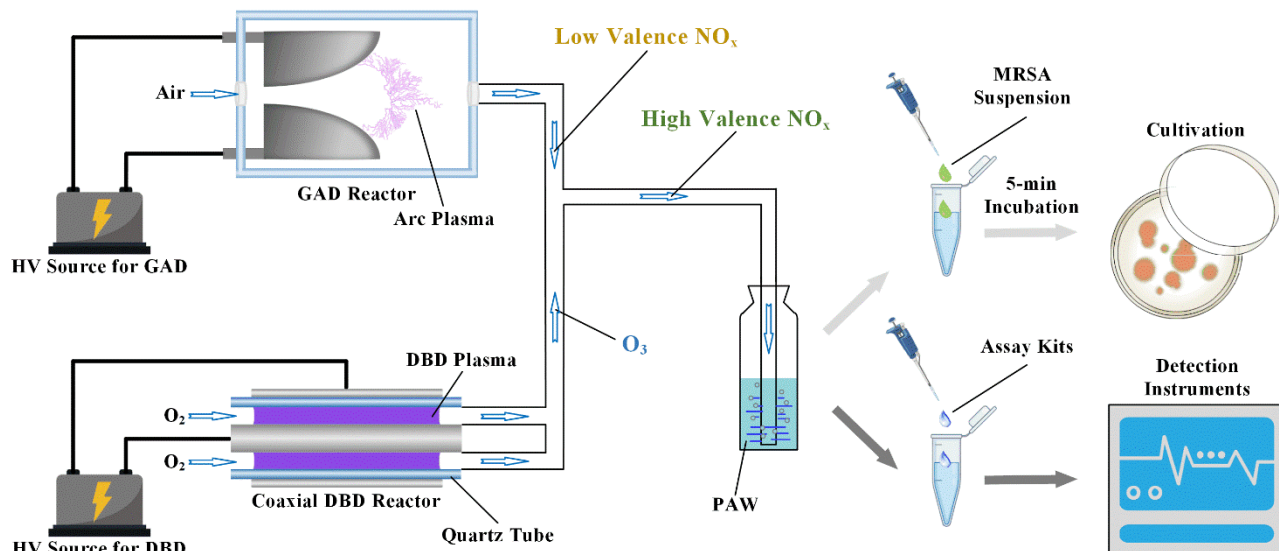 Low Valence NOx
MRSA
Suspension
Air
High Valence NOx
Cultivation
GAD Reactor
5-min
Incubation
Arc Plasma
HV Source for GAD
O3
DBD Plasma
Assay Kits
Detection
Instruments
O2
O2
Coaxial DBD Reactor
PAW
Quartz Tube
HV Source for DBD